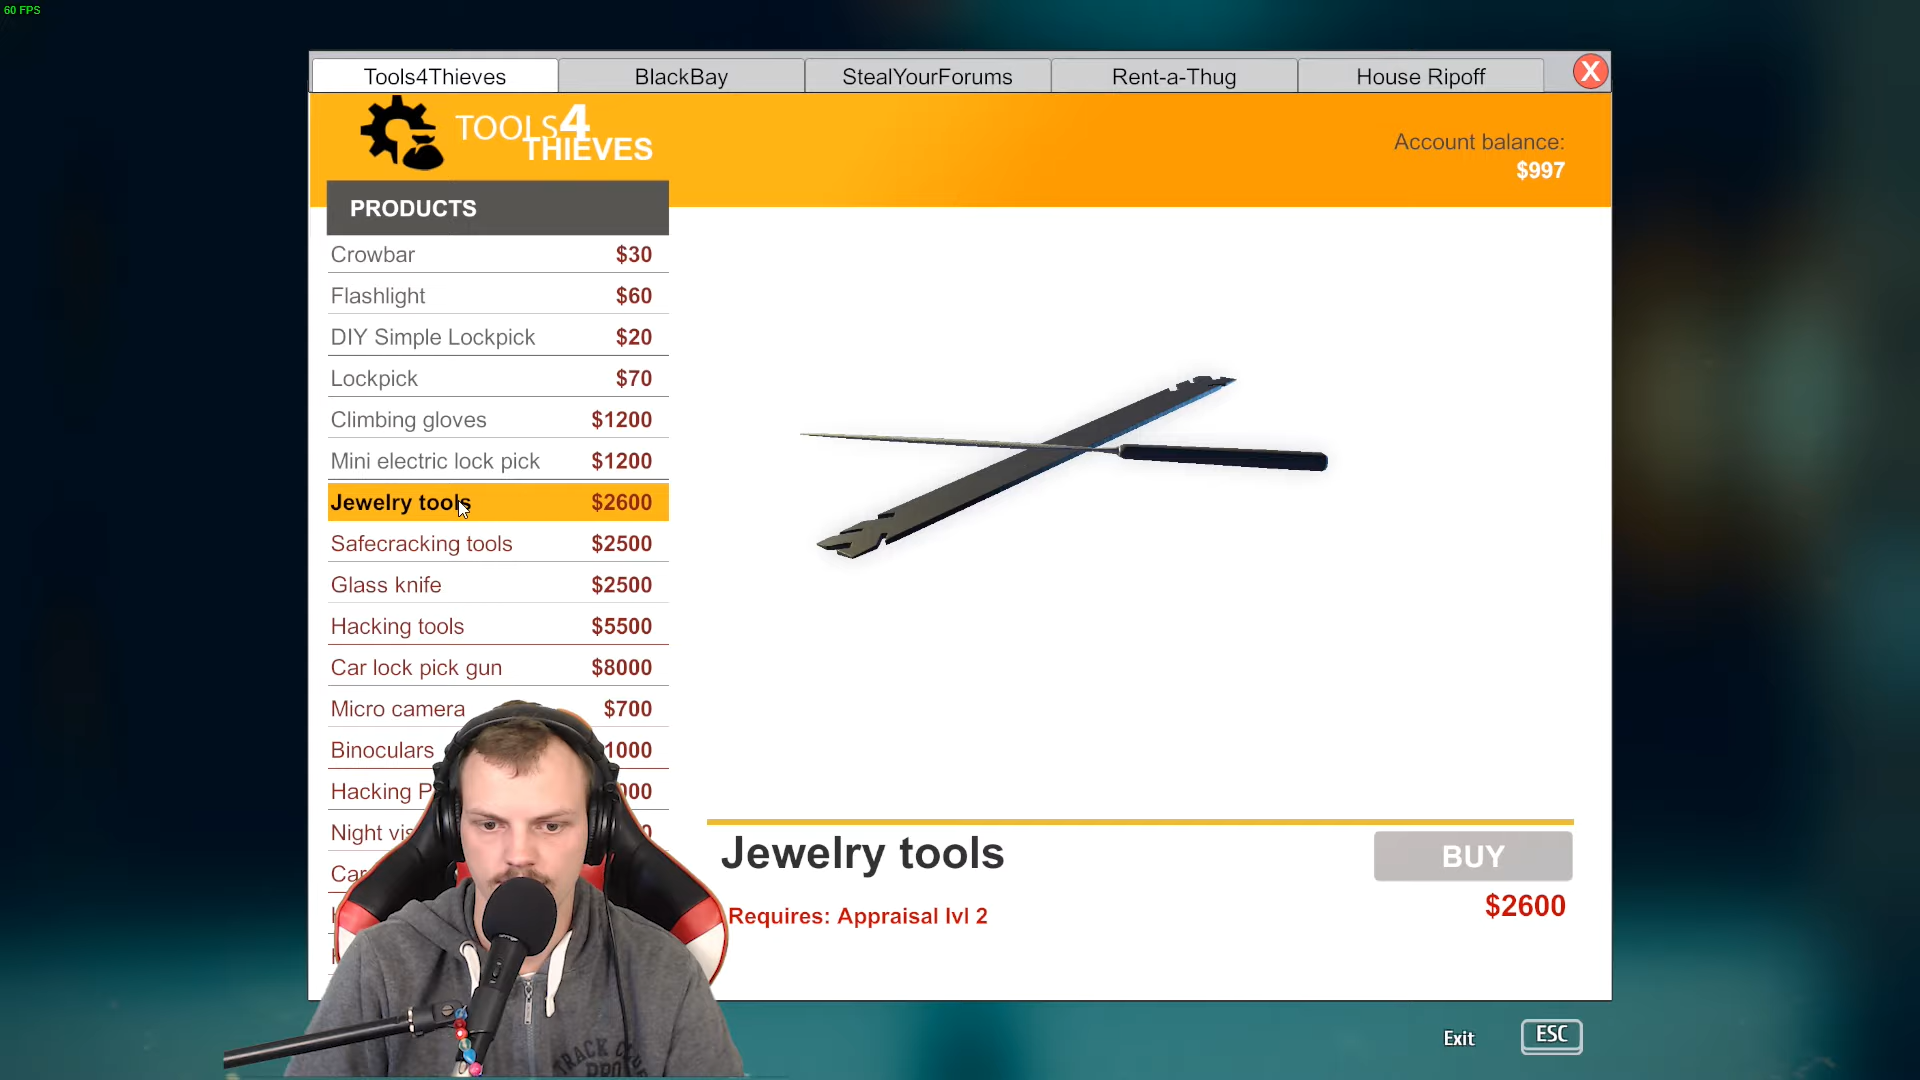 60 FPS
Tools4Thieves
BlackBay
StealYourForums
Rent-a-Thug
House Ripoff
X
TOOLS4
THIEVES
Account balance:
$997
PRODUCTS
Crowbar $30
Flashlight $60
DIY Simple Lockpick $20
Lockpick $70
Climbing gloves $1200
Mini electric lock pick $1200
Jewelry tools $2600
Safecracking tools $2500
Glass knife $2500
Hacking tools $5500
Car lock pick gun $8000
Micro camera $700
Binoculars 1000
Hacking
Night
Jewelry tools
BUY
Requires: Appraisal lvl 2
$2600
Exit
ESC
TRACK